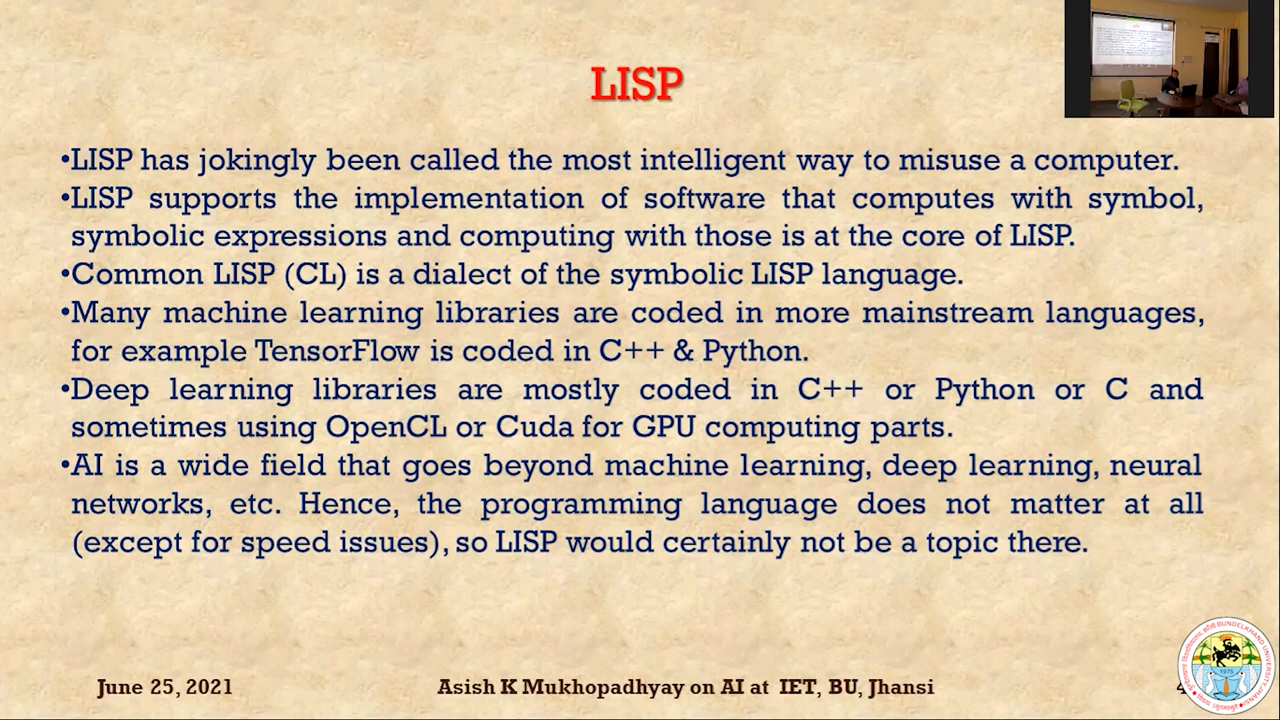 LISP
•LISP has jokingly been called the most intelligent way to misuse a computer.
•LISP supports the implementation of software that computes with symbol,
symbolic expressions and computing with those is at the core of LISP.
•Common LISP (CL) is a dialect of the symbolic LISP language.
•Many machine learning libraries are coded in more mainstream languages,
for example TensorFlow is coded in C++ & Python.
•Deep learning libraries are mostly coded in C++ or Python or C and
sometimes using OpenCL or Cuda for GPU computing parts.
•AI is a wide field that goes beyond machine learning, deep learning, neural
networks, etc. Hence, the programming language does not matter at all
(except for speed issues), so LISP would certainly not be a topic there.
June 25, 2021
Asish K Mukhopadhyay on AI at IET, BU, Jhansi
BUNDELKHAND UNIVERSITY JHANSI
1975